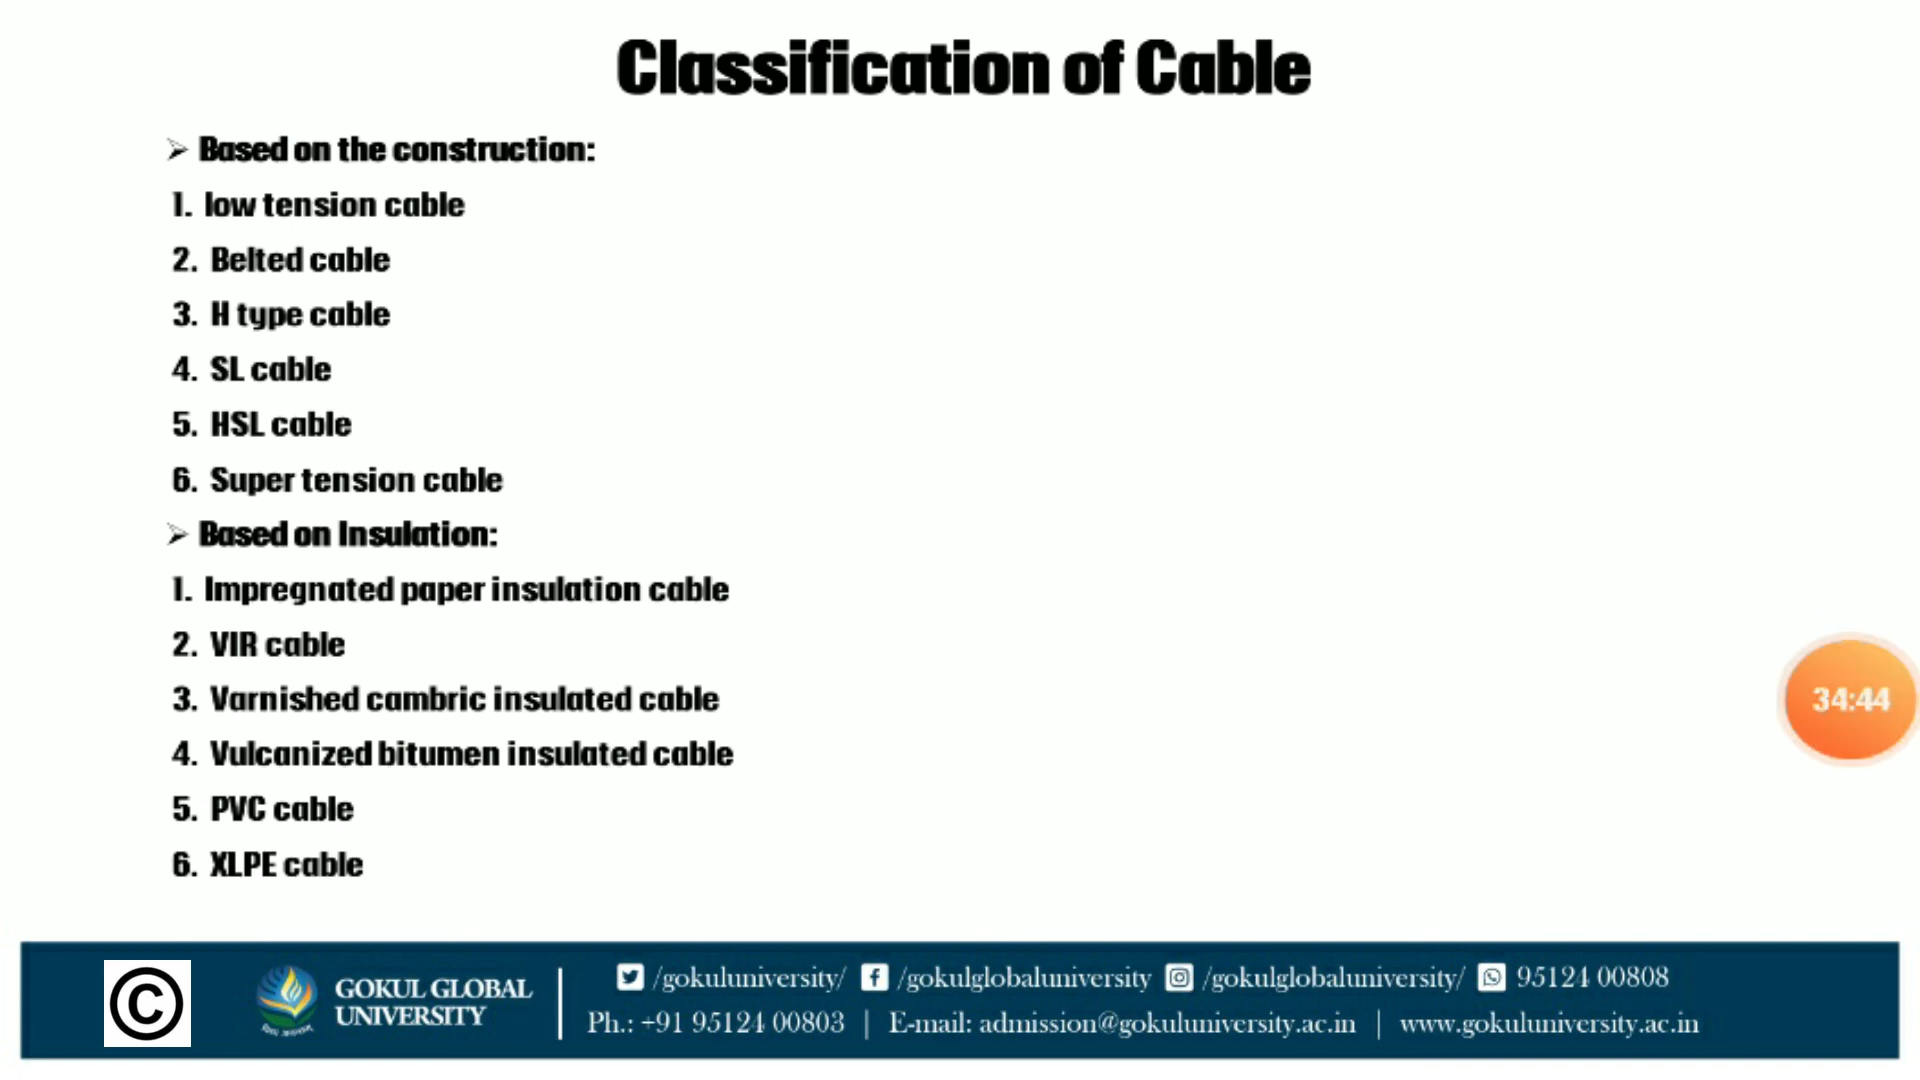 Classification of Cable
➢ Based on the construction:
1. low tension cable
2. Belted cable
3. H type cable
4. SL cable
5. HSL cable
6. Super tension cable
➢ Based on Insulation:
1. Impregnated paper insulation cable
2. VIR cable
3. Varnished cambric insulated cable
4. Vulcanized bitumen insulated cable
5. PVC cable
6. XLPE cable
34:44
©
GOKUL GLOBAL
UNIVERSITY
/gokuluniversity/ /gokulglobaluniversity /gokulglobaluniversity/ 95124 00808
Ph.: +91 95124 00803 | E-mail: admission@gokuluniversity.ac.in | www.gokuluniversity.ac.in